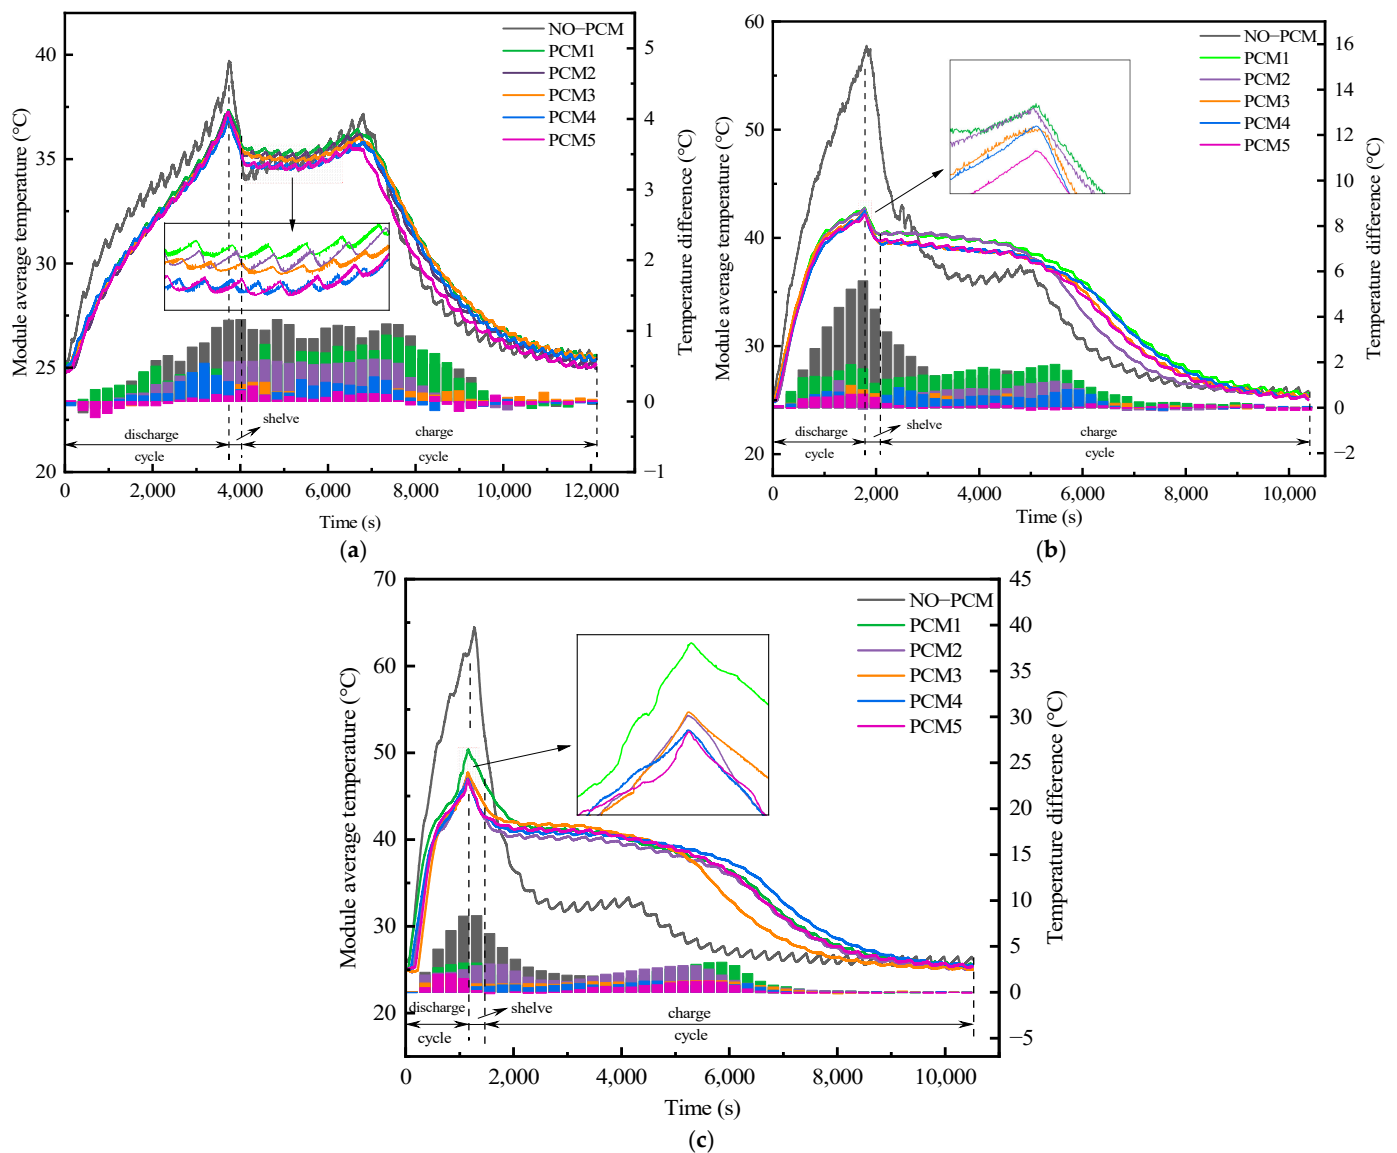 NO−PCM
PCM1
PCM2
PCM3
PCM4
PCM5
Module average temperature (°C)
40
35
30
25
20
5
4
3
2
1
0
−1
Temperature difference (°C)
discharge
cycle
shelve
charge
cycle
0 2,000 4,000 6,000 8,000 10,000 12,000
Time (s)
(a)
NO−PCM
PCM1
PCM2
PCM3
PCM4
PCM5
Module average temperature (°C)
60
50
40
30
20
16
14
12
10
8
6
4
2
0
−2
Temperature difference (°C)
discharge
cycle
shelve
charge
cycle
0 2,000 4,000 6,000 8,000 10,000
Time (s)
(b)
NO−PCM
PCM1
PCM2
PCM3
PCM4
PCM5
Module average temperature (°C)
70
60
50
40
30
20
45
40
35
30
25
20
15
10
5
0
−5
Temperature difference (°C)
discharge
cycle
shelve
charge
cycle
0 2,000 4,000 6,000 8,000 10,000
Time (s)
(c)